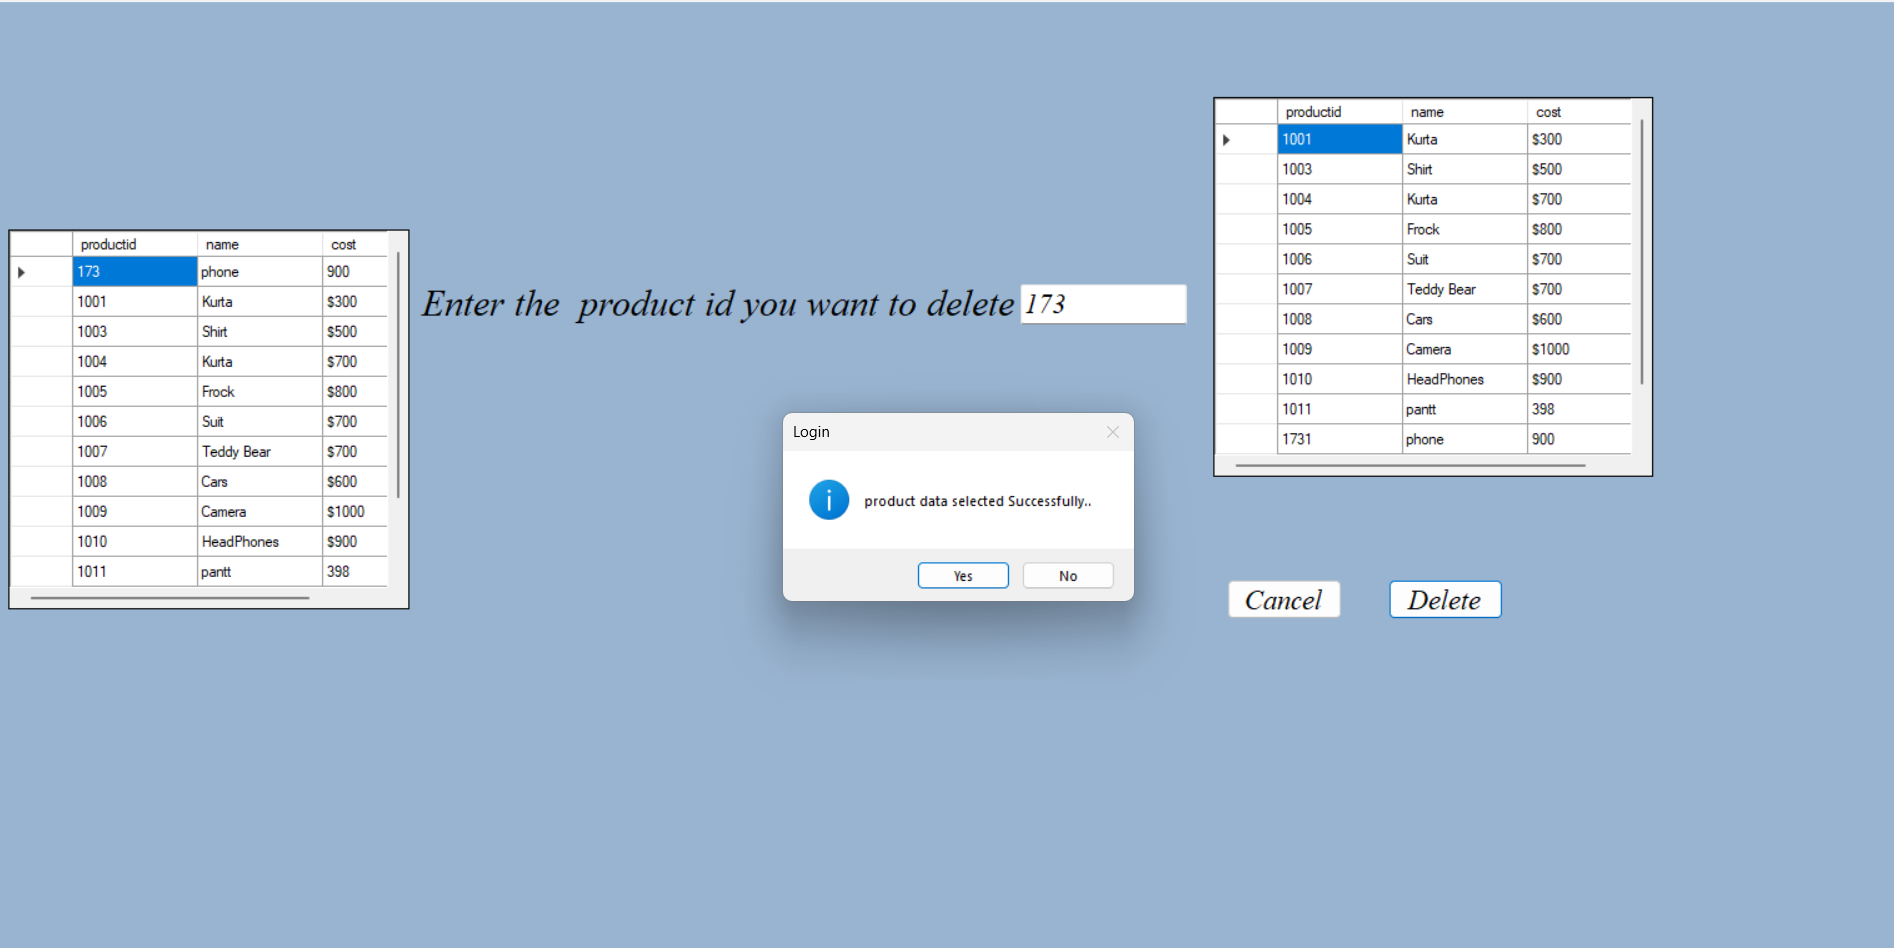 productid name cost
173 phone 900
1001 Kurta $300
1003 Shirt $500
1004 Kurta $700
1005 Frock $800
1006 Suit $700
1007 Teddy Bear $700
1008 Cars $600
1009 Camera $1000
1010 HeadPhones $900
1011 pantt 398
Enter the product id you want to delete 173
productid name cost
1001 Kurta $300
1003 Shirt $500
1004 Kurta $700
1005 Frock $800
1006 Suit $700
1007 Teddy Bear $700
1008 Cars $600
1009 Camera $1000
1010 HeadPhones $900
1011 pantt 398
1731 phone 900
Login
product data selected Successfully..
Yes No
Cancel Delete